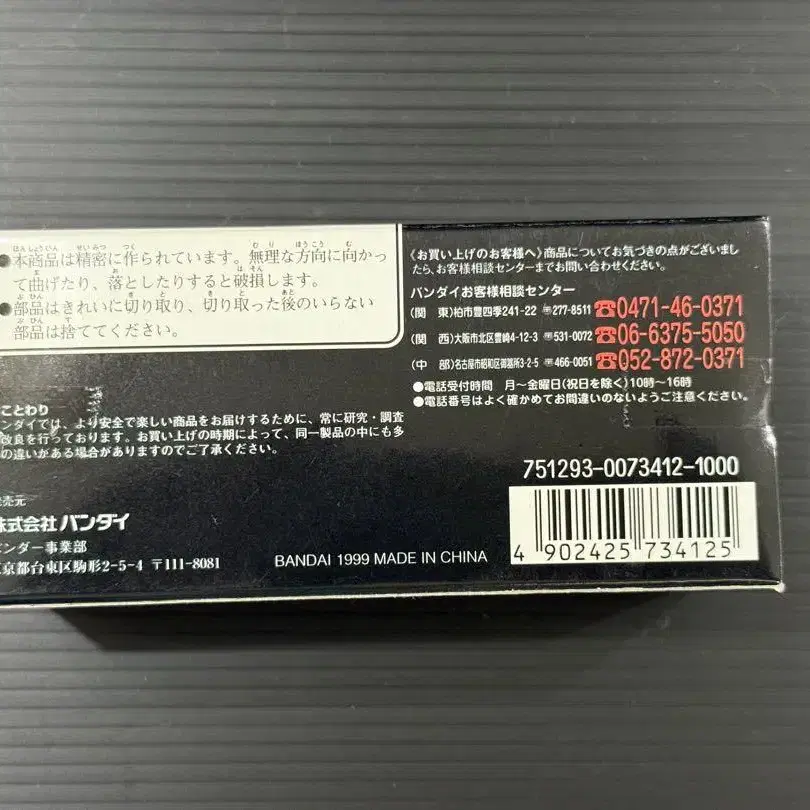 ●本商品は精密に作られています。無理な方向に向かっ
て曲げたり、落としたりすると破損します。
●部品はきれいに切り取り、切り取った後のいらない
部品は捨ててください。
ことわり
ンダイでは、より安全で楽しい商品をお届けするために、常に研究・調査
改良を行っております。お買い上げの時期によって、同一製品の中にも多
の違いがある場合がありますのでご了承ください。
売元
株式会社 バンダイ
ンダー事業部
京都台東区駒形2-5-4 〒111-8081
BANDAI 1999 MADE IN CHINA
《お買い上げのお客様へ》商品についてお気づきの点がございまし
たら、お客様相談センターまでお問い合わせください。
バンダイお客様相談センター
(関 東)柏市豊四季241-22 〒277-8511 ☎0471-46-0371
(関 西)大阪市北区豊崎4-12-3 〒531-0072 ☎06-6375-5050
(中 部)名古屋市昭和区御器所3-2-5 〒466-0051 ☎052-872-0371
●電話受付時間 月〜金曜日(祝日を除く)10時〜16時
●電話番号はよく確かめてお間違いのないようご注意ください。
751293-0073412-1000
4 902425 734125